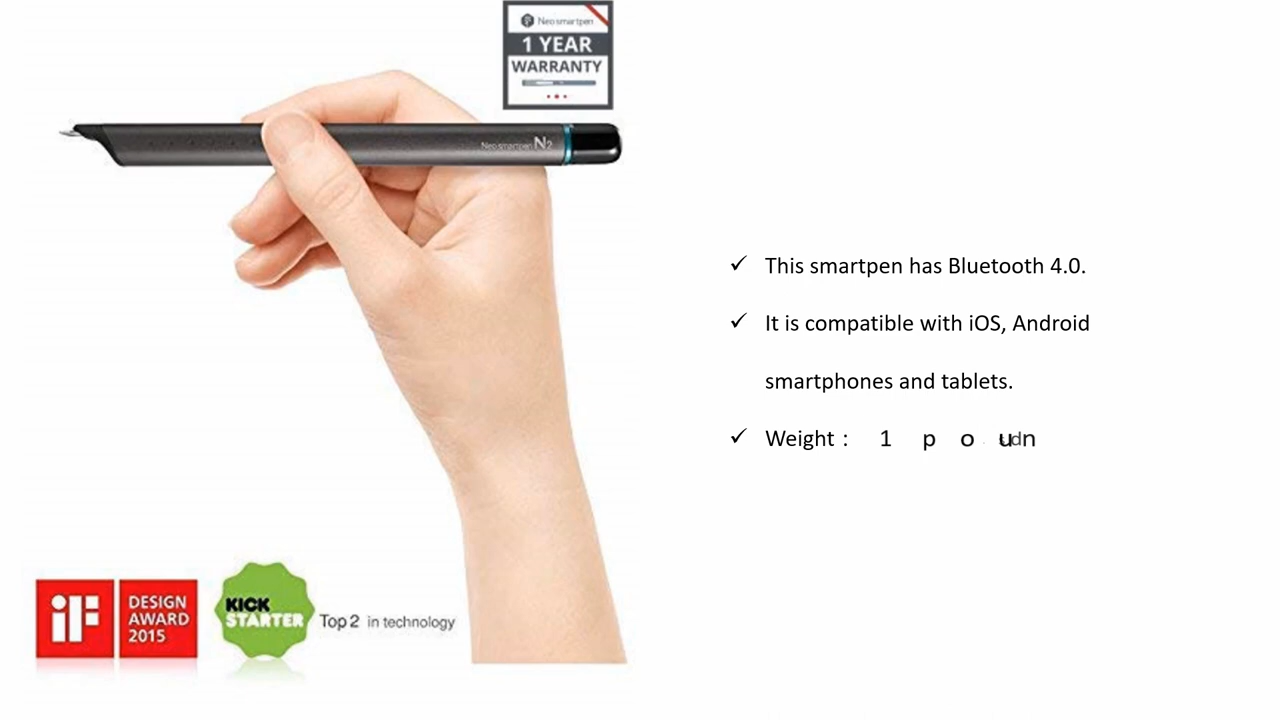 Neo smartpen
1 YEAR
WARRANTY
Neo smartpen N2
This smartpen has Bluetooth 4.0.
It is compatible with iOS, Android
smartphones and tablets.
Weight : 1 p o
iF DESIGN
AWARD
2015
KICK
STARTER
Top 2 in technology